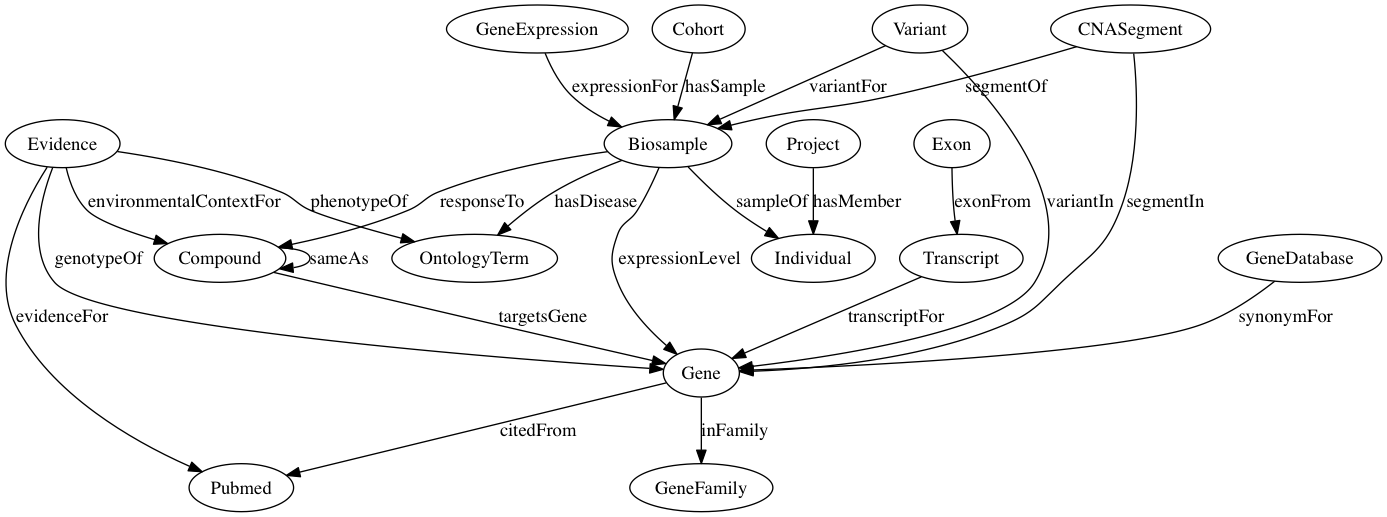 GeneExpression
Cohort
Variant
CNASegment
expressionFor
hasSample
variantFor
segmentOf
Evidence
Biosample
Project
Exon
environmentalContextFor
phenotypeOf
responseTo
hasDisease
sampleOf
hasMember
exonFrom
variantIn
segmentIn
genotypeOf
Compound
sameAs
OntologyTerm
expressionLevel
Individual
Transcript
GeneDatabase
evidenceFor
targetsGene
transcriptFor
synonymFor
Gene
citedFrom
inFamily
Pubmed
GeneFamily